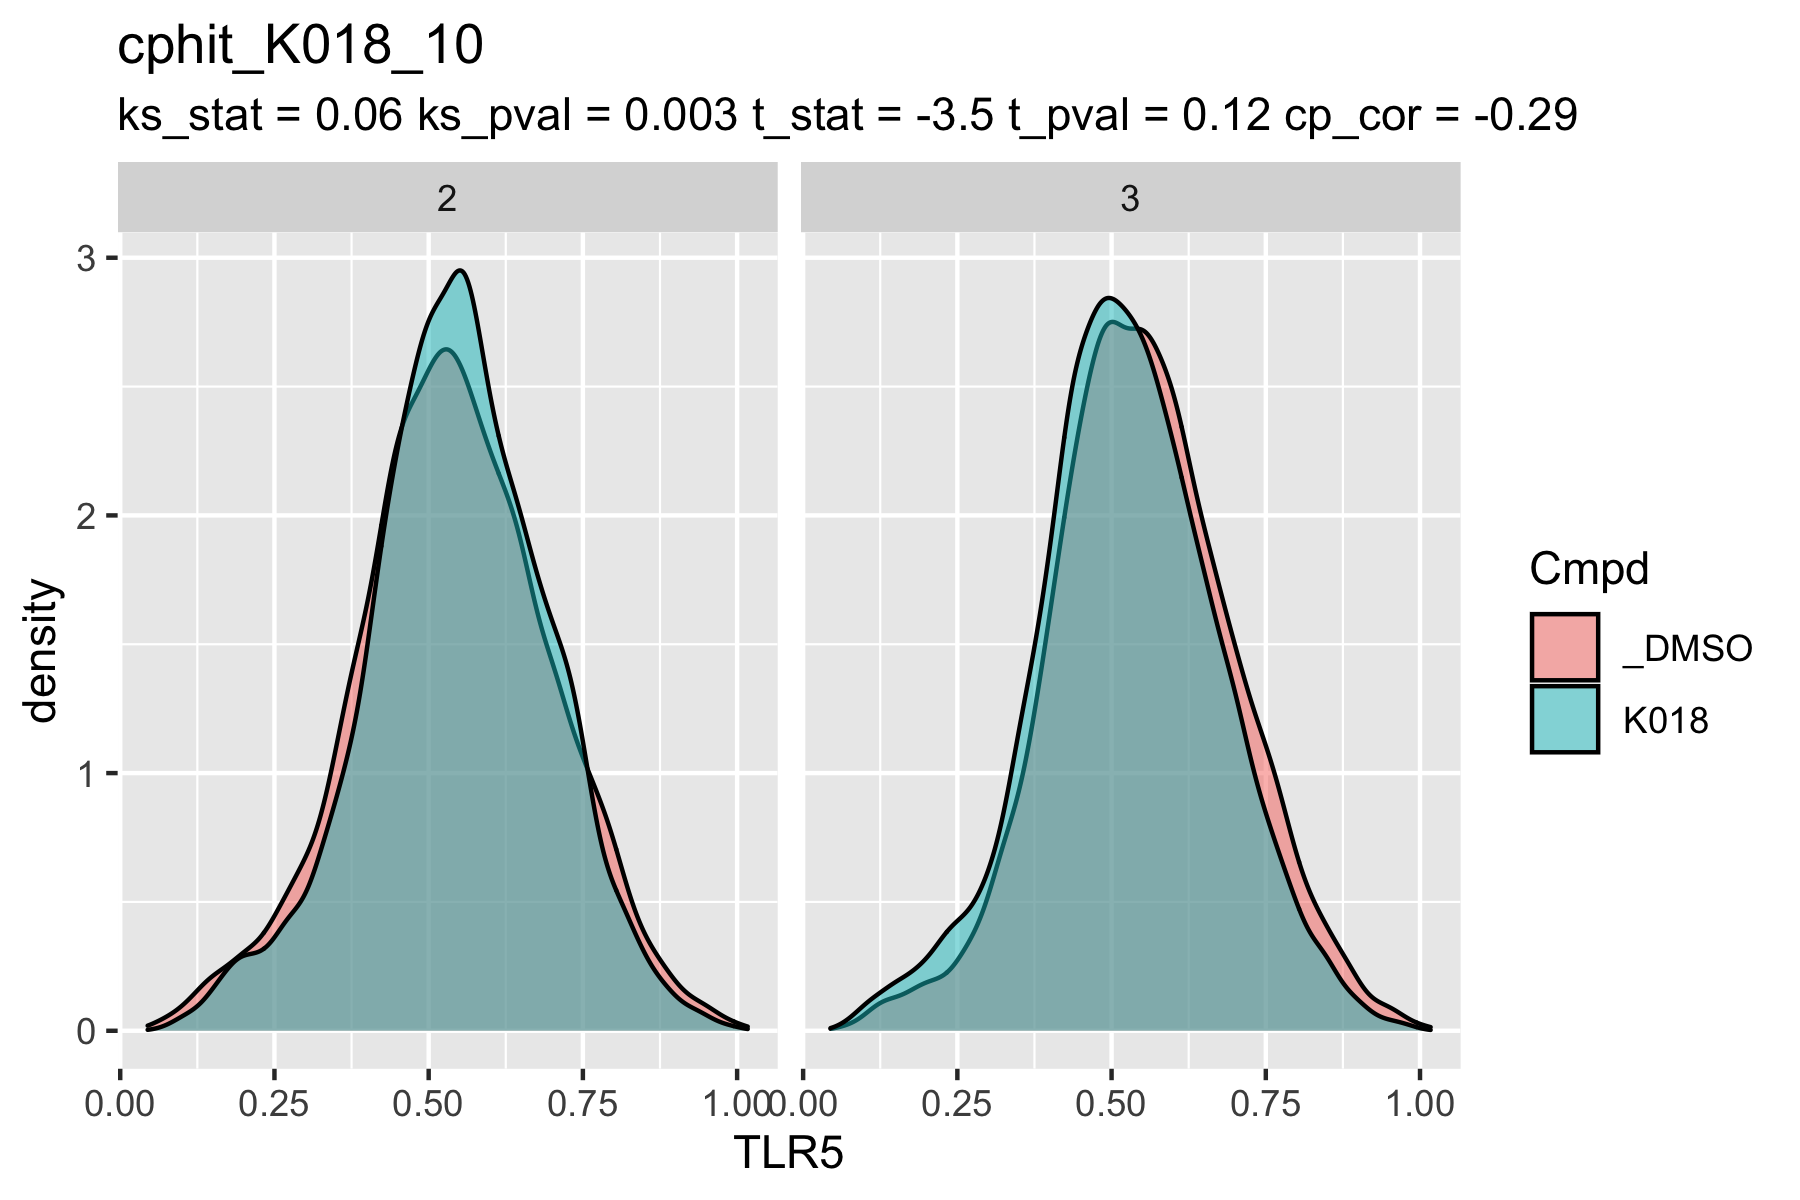 cphit_K018_10
ks_stat = 0.06 ks_pval = 0.003 t_stat = -3.5 t_pval = 0.12 cp_cor = -0.29
2
3
3
2
1
0
density
0.00 0.25 0.50 0.75 1.00
0.00 0.25 0.50 0.75 1.00
TLR5
Cmpd
_DMSO
K018